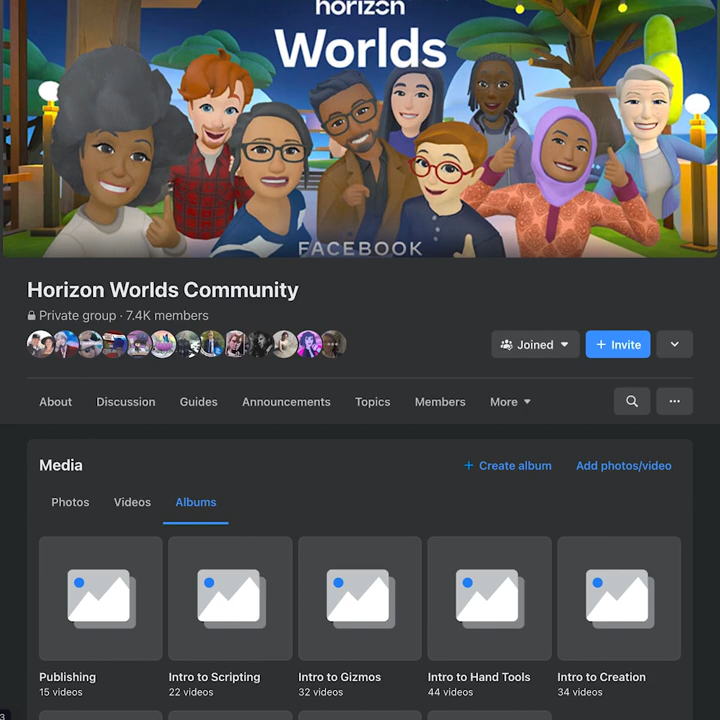 horizon
Worlds
FACEBOOK
Horizon Worlds Community
Private group · 7.4K members
Joined
+ Invite
About Discussion Guides Announcements Topics Members More
Media
+ Create album Add photos/video
Photos Videos Albums
Publishing Intro to Scripting Intro to Gizmos Intro to Hand Tools Intro to Creation
15 videos 22 videos 32 videos 44 videos 34 videos
3